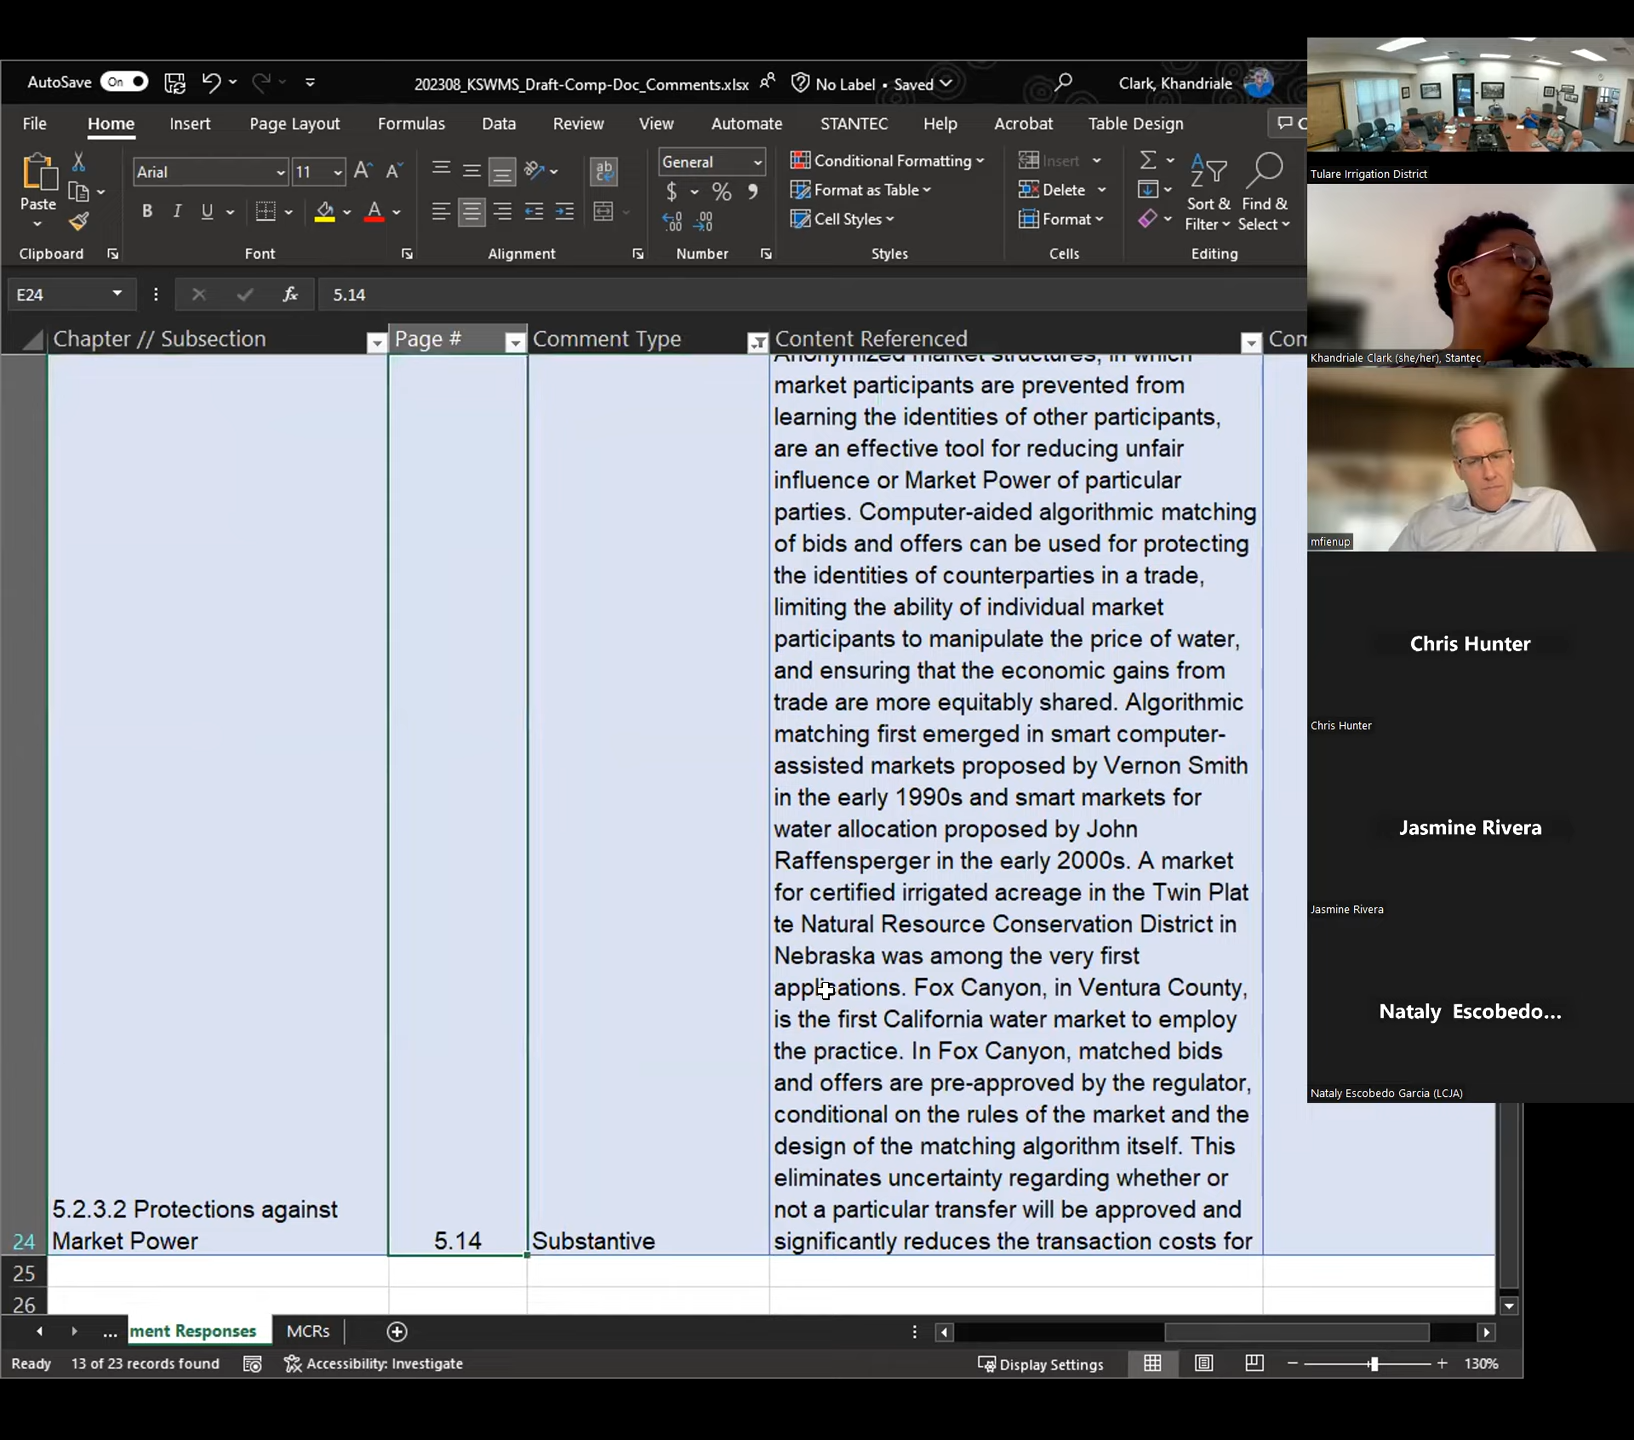 AutoSave On
202308_KSWMS_Draft-Comp-Doc_Comments.xlsx
No Label • Saved
Clark, Khandriale
File Home Insert Page Layout Formulas Data Review View Automate STANTEC Help Acrobat Table Design
Paste
Clipboard
Arial 11
B I U
Font
Alignment
General
$ % 9
Number
Conditional Formatting
Format as Table
Cell Styles
Styles
Insert
Delete
Format
Cells
Sort & Filter
Find & Select
Editing
E24
fx
5.14
Chapter // Subsection
Page #
Comment Type
Content Referenced
Com
Anonymized market structures, in which
market participants are prevented from
learning the identities of other participants,
are an effective tool for reducing unfair
influence or Market Power of particular
parties. Computer-aided algorithmic matching
of bids and offers can be used for protecting
the identities of counterparties in a trade,
limiting the ability of individual market
participants to manipulate the price of water,
and ensuring that the economic gains from
trade are more equitably shared. Algorithmic
matching first emerged in smart computer-
assisted markets proposed by Vernon Smith
in the early 1990s and smart markets for
water allocation proposed by John
Raffensperger in the early 2000s. A market
for certified irrigated acreage in the Twin Plat
te Natural Resource Conservation District in
Nebraska was among the very first
applications. Fox Canyon, in Ventura County,
is the first California water market to employ
the practice. In Fox Canyon, matched bids
and offers are pre-approved by the regulator,
conditional on the rules of the market and the
design of the matching algorithm itself. This
eliminates uncertainty regarding whether or
not a particular transfer will be approved and
significantly reduces the transaction costs for
5.2.3.2 Protections against
Market Power
5.14
Substantive
24
25
26
... ment Responses
MCRs
Ready
13 of 23 records found
Accessibility: Investigate
Display Settings
130%
Tulare Irrigation District
Khandriale Clark (she/her), Stantec
mfienup
Chris Hunter
Chris Hunter
Jasmine Rivera
Jasmine Rivera
Nataly Escobedo...
Nataly Escobedo Garcia (LCJA)